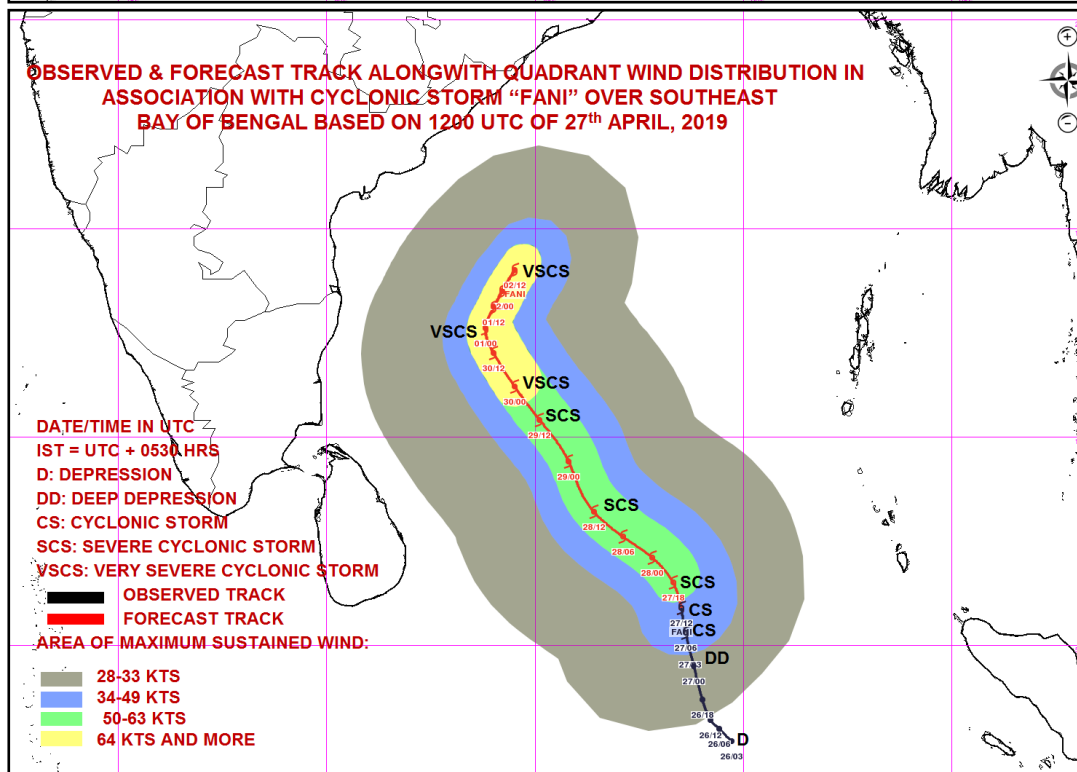 OBSERVED & FORECAST TRACK ALONGWITH QUADRANT WIND DISTRIBUTION IN
ASSOCIATION WITH CYCLONIC STORM “FANI” OVER SOUTHEAST
BAY OF BENGAL BASED ON 1200 UTC OF 27th APRIL, 2019
VSCS
02/12
FANI
2/00
01/12
VSCS
01/00
30/12
VSCS
30/00
SCS
29/12
29/00
SCS
28/12
28/06
28/00
SCS
27/18
CS
27/12
FANI
CS
27/06
DD
27/03
27/00
26/18
26/12
D
26/06
26/03
DATE/TIME IN UTC
IST = UTC + 0530 HRS
D: DEPRESSION
DD: DEEP DEPRESSION
CS: CYCLONIC STORM
SCS: SEVERE CYCLONIC STORM
VSCS: VERY SEVERE CYCLONIC STORM
OBSERVED TRACK
FORECAST TRACK
AREA OF MAXIMUM SUSTAINED WIND:
28-33 KTS
34-49 KTS
50-63 KTS
64 KTS AND MORE